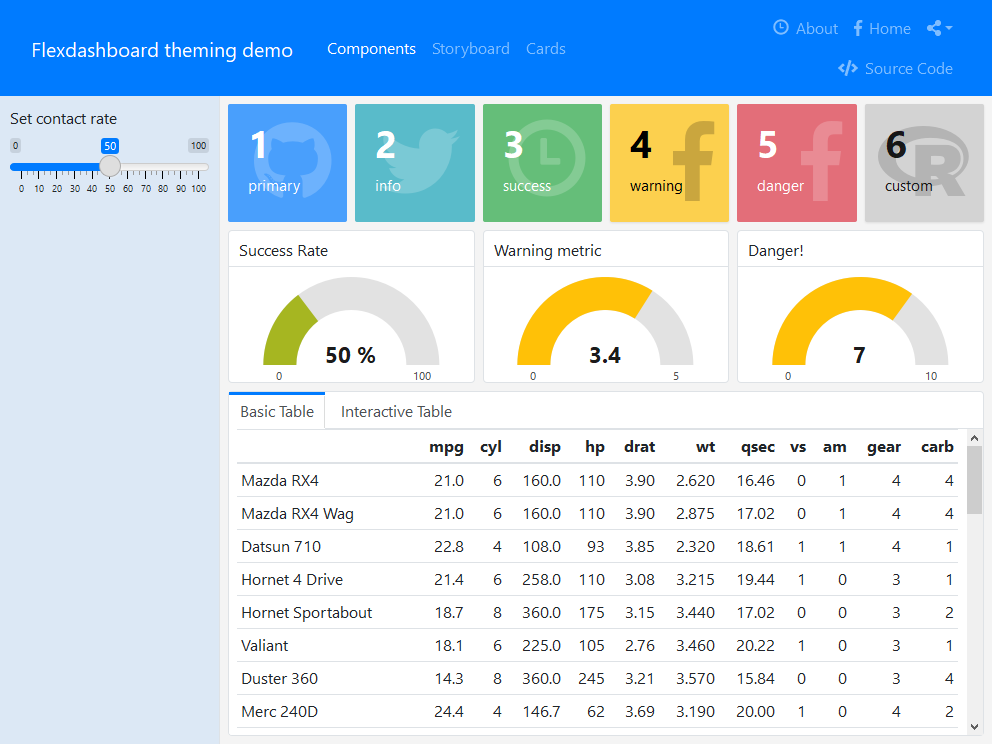 Flexdashboard theming demo Components Storyboard Cards About Home
Source Code
Set contact rate
0 50 100
0 10 20 30 40 50 60 70 80 90 100
1 2 3 4 5 6
primary info success warning danger custom
Success Rate Warning metric Danger!
50 % 3.4 7
0 100 0 5 0 10
Basic Table Interactive Table
mpg cyl disp hp drat wt qsec vs am gear carb
Mazda RX4 21.0 6 160.0 110 3.90 2.620 16.46 0 1 4 4
Mazda RX4 Wag 21.0 6 160.0 110 3.90 2.875 17.02 0 1 4 4
Datsun 710 22.8 4 108.0 93 3.85 2.320 18.61 1 1 4 1
Hornet 4 Drive 21.4 6 258.0 110 3.08 3.215 19.44 1 0 3 1
Hornet Sportabout 18.7 8 360.0 175 3.15 3.440 17.02 0 0 3 2
Valiant 18.1 6 225.0 105 2.76 3.460 20.22 1 0 3 1
Duster 360 14.3 8 360.0 245 3.21 3.570 15.84 0 0 3 4
Merc 240D 24.4 4 146.7 62 3.69 3.190 20.00 1 0 4 2